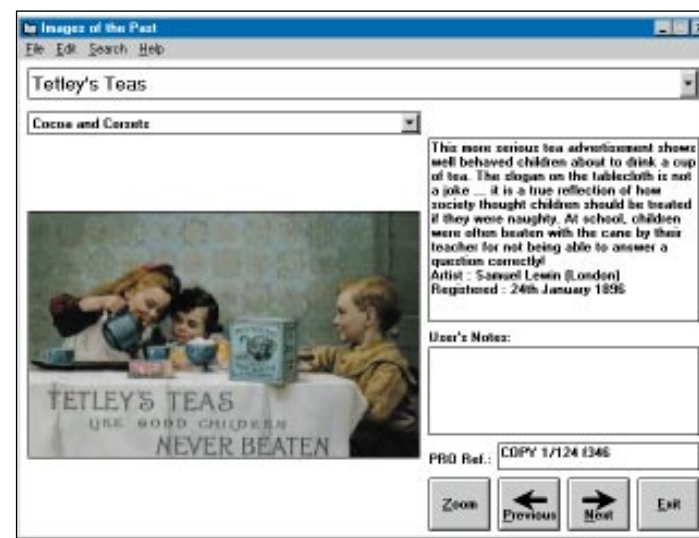 Images of the Past
File Edit Search Help
Tetley's Teas
Cocoa and Corsets
This more serious tea advertisement shows
well behaved children about to drink a cup
of tea. The slogan on the tablecloth is not
a joke ... it is a true reflection of how
society thought children should be treated
if they were naughty. At school, children
were often beaten with the cane by their
teacher for not being able to answer a
question correctly!
Artist : Samuel Lewin (London)
Registered : 24th January 1896
TETLEY'S TEAS
LIKE GOOD CHILDREN
NEVER BEATEN
User's Notes:
PRO Ref.: COPY 1/124 f346
Zoom
Previous
Next
Exit